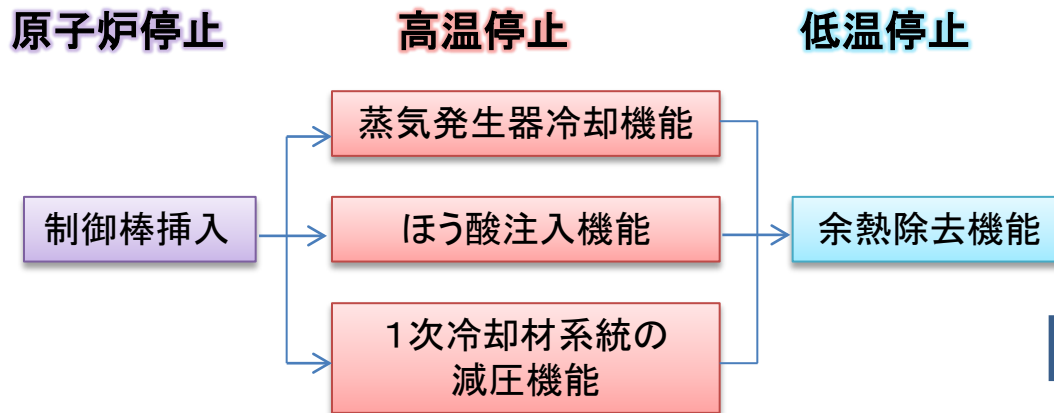 原子炉停止
高温停止
低温停止
蒸気発生器冷却機能
制御棒挿入
ほう酸注入機能
余熱除去機能
1次冷却材系統の
減圧機能